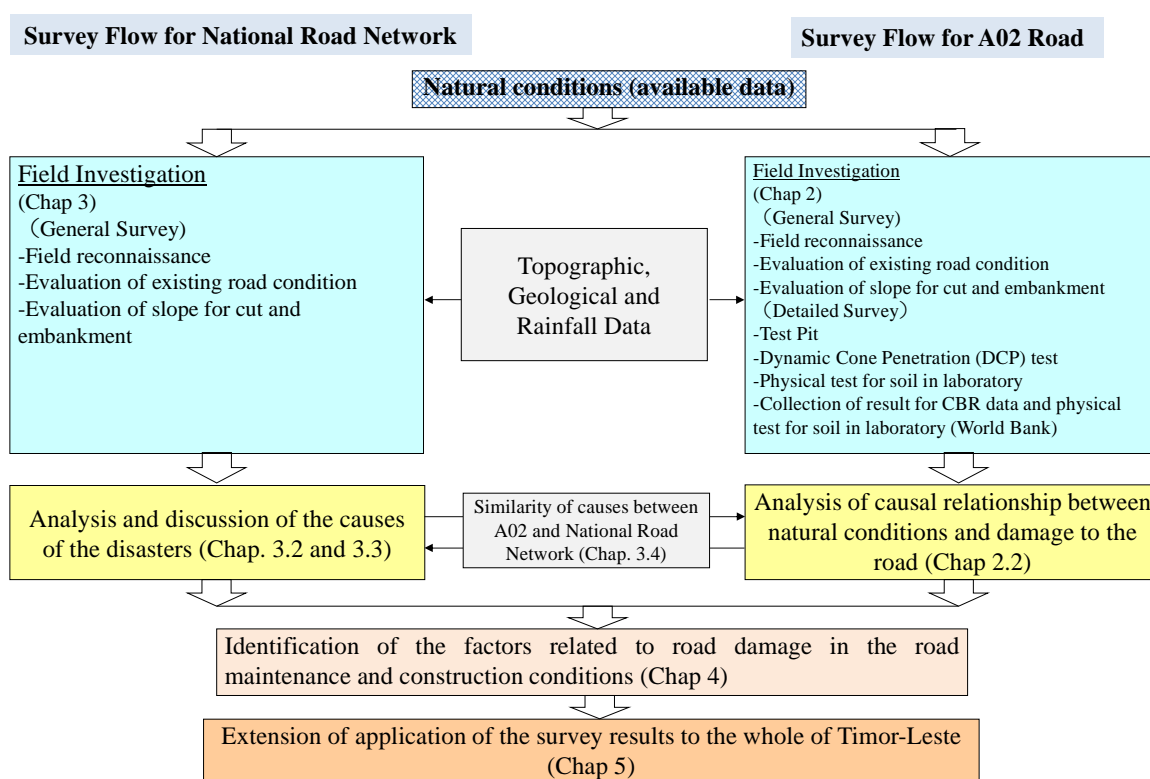 Survey Flow for National Road Network
Survey Flow for A02 Road
Natural conditions (available data)
Field Investigation
(Chap 3)
（General Survey)
-Field reconnaissance
-Evaluation of existing road condition
-Evaluation of slope for cut and
embankment
Topographic,
Geological and
Rainfall Data
Field Investigation
(Chap 2)
（General Survey)
-Field reconnaissance
-Evaluation of existing road condition
-Evaluation of slope for cut and embankment
（Detailed Survey）
-Test Pit
-Dynamic Cone Penetration (DCP) test
-Physical test for soil in laboratory
-Collection of result for CBR data and physical
test for soil in laboratory (World Bank)
Analysis and discussion of the causes
of the disasters (Chap. 3.2 and 3.3)
Similarity of causes between
A02 and National Road
Network (Chap. 3.4)
Analysis of causal relationship between
natural conditions and damage to the
road (Chap 2.2)
Identification of the factors related to road damage in the road
maintenance and construction conditions (Chap 4)
Extension of application of the survey results to the whole of Timor-Leste
(Chap 5)